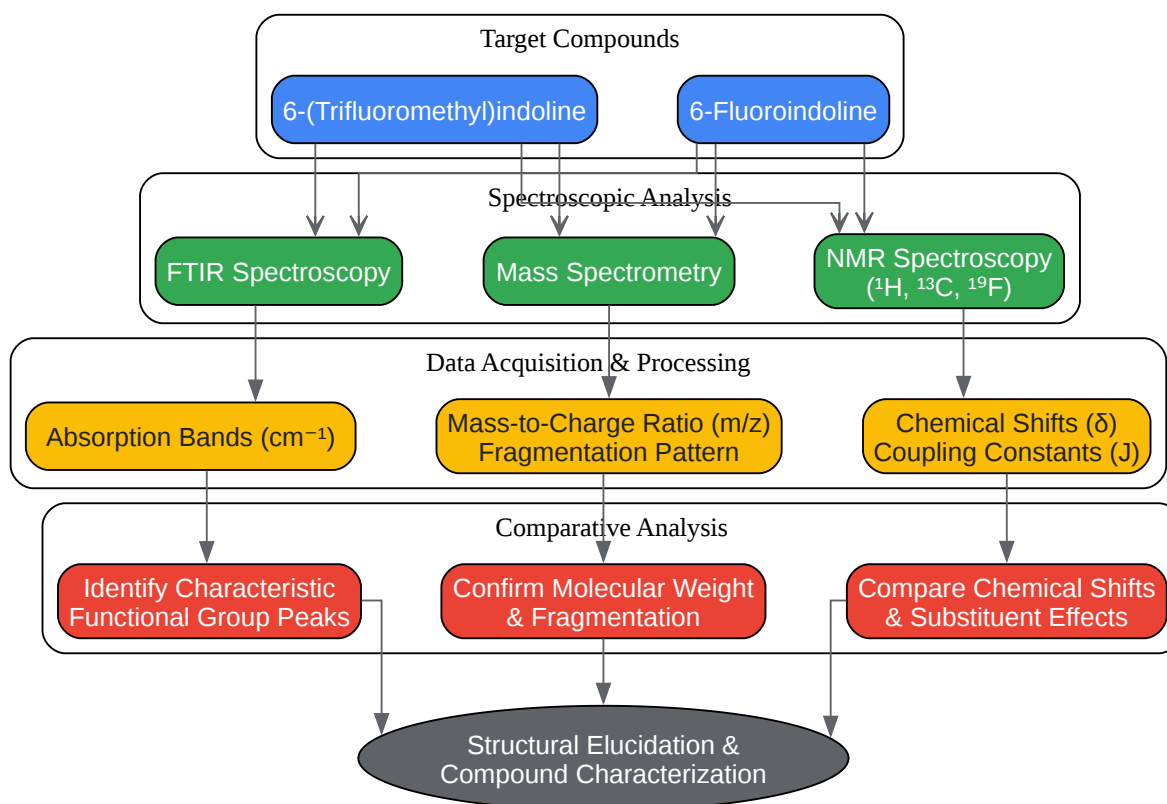 Target Compounds
6-(Trifluoromethyl)indoline
6-Fluoroindoline
Spectroscopic Analysis
FTIR Spectroscopy
Mass Spectrometry
NMR Spectroscopy
(¹H, ¹³C, ¹⁹F)
Data Acquisition & Processing
Absorption Bands (cm⁻¹)
Mass-to-Charge Ratio (m/z)
Fragmentation Pattern
Chemical Shifts (δ)
Coupling Constants (J)
Comparative Analysis
Identify Characteristic
Functional Group Peaks
Confirm Molecular Weight
& Fragmentation
Compare Chemical Shifts
& Substituent Effects
Structural Elucidation &
Compound Characterization